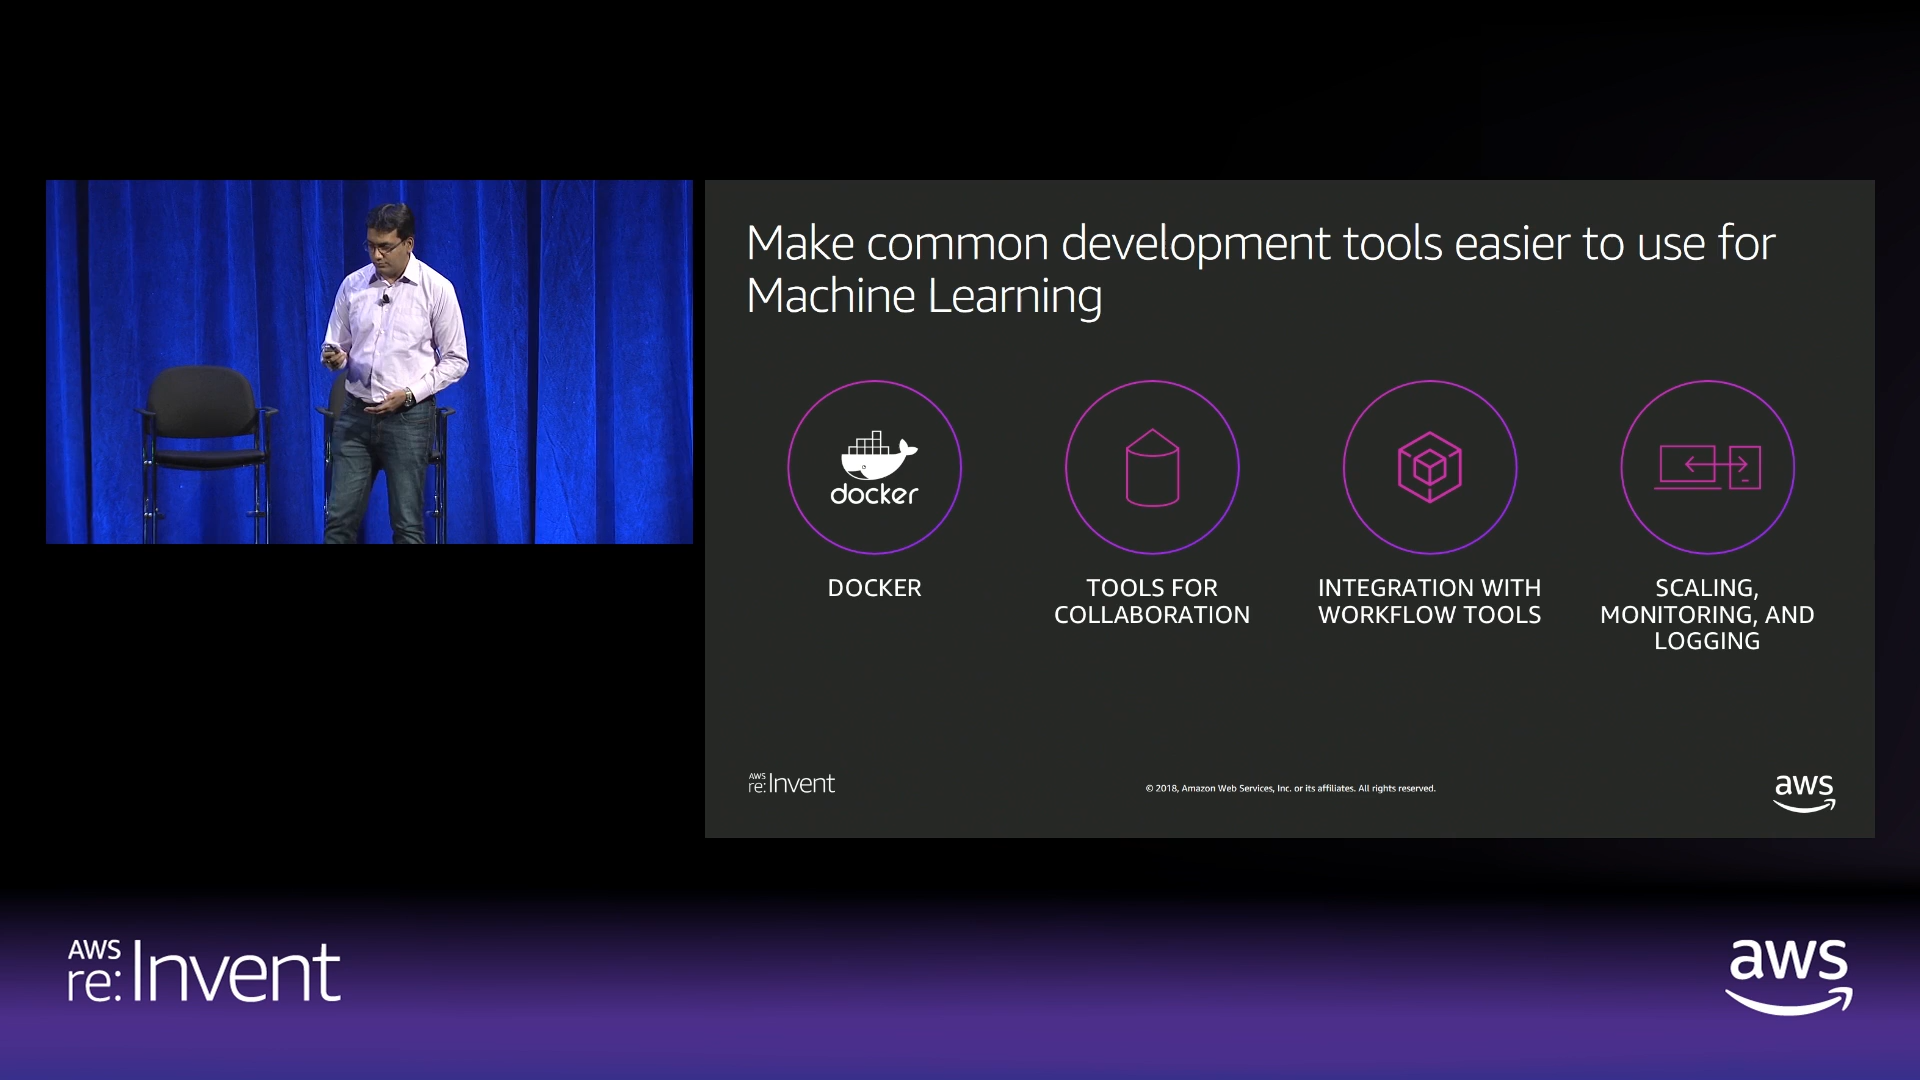 Make common development tools easier to use for
Machine Learning
docker
DOCKER
TOOLS FOR
COLLABORATION
INTEGRATION WITH
WORKFLOW TOOLS
SCALING,
MONITORING, AND
LOGGING
AWS
re:Invent
© 2018, Amazon Web Services, Inc. or its affiliates. All rights reserved.
aws
AWS
re:Invent
aws